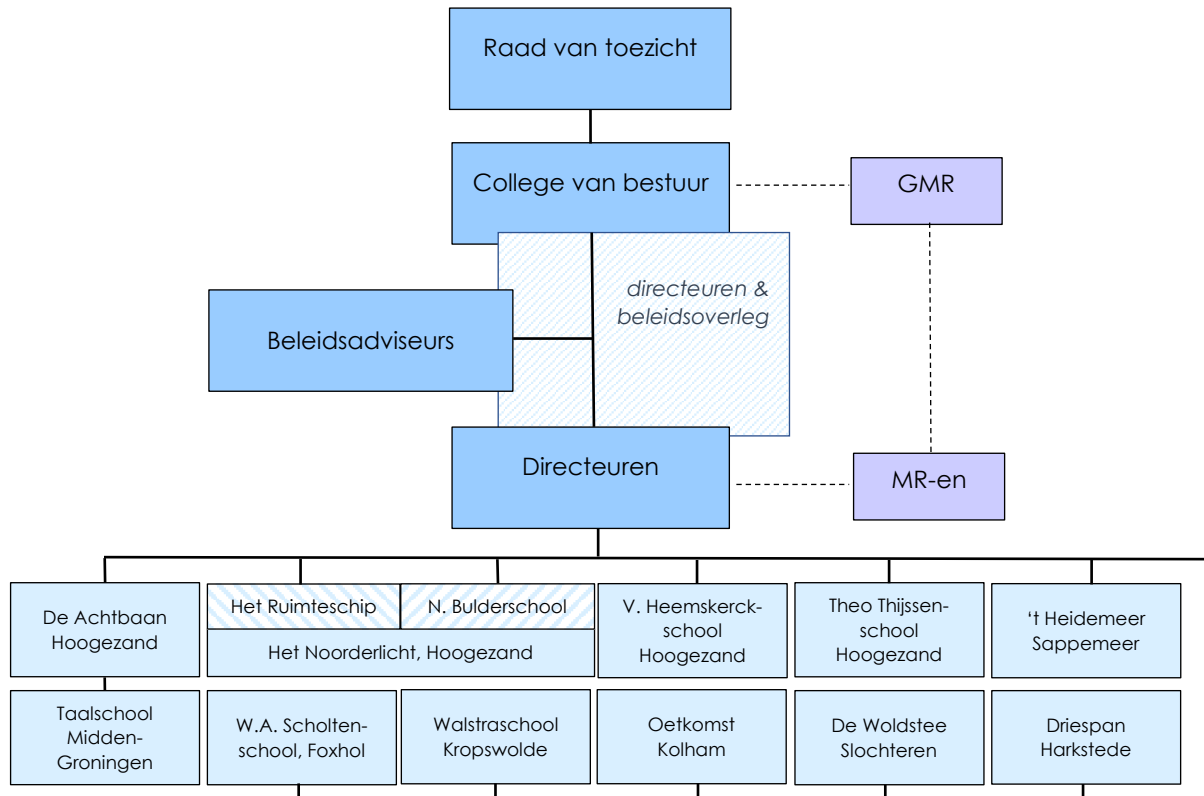 Raad van toezicht
College van bestuur
GMR
directeuren &
beleidsoverleg
Beleidsadviseurs
Directeuren
MR-en
De Achtbaan
Hoogezand
Het Ruimteschip
N. Bulderschool
Het Noorderlicht, Hoogezand
V. Heemskerck-
school
Hoogezand
Theo Thijssen-
school
Hoogezand
‘t Heidemeer
Sappemeer
Taalschool
Midden-
Groningen
W.A. Scholten-
school, Foxhol
Walstraschool
Kropswolde
Oetkomst
Kolham
De Woldstee
Slochteren
Driespan
Harkstede